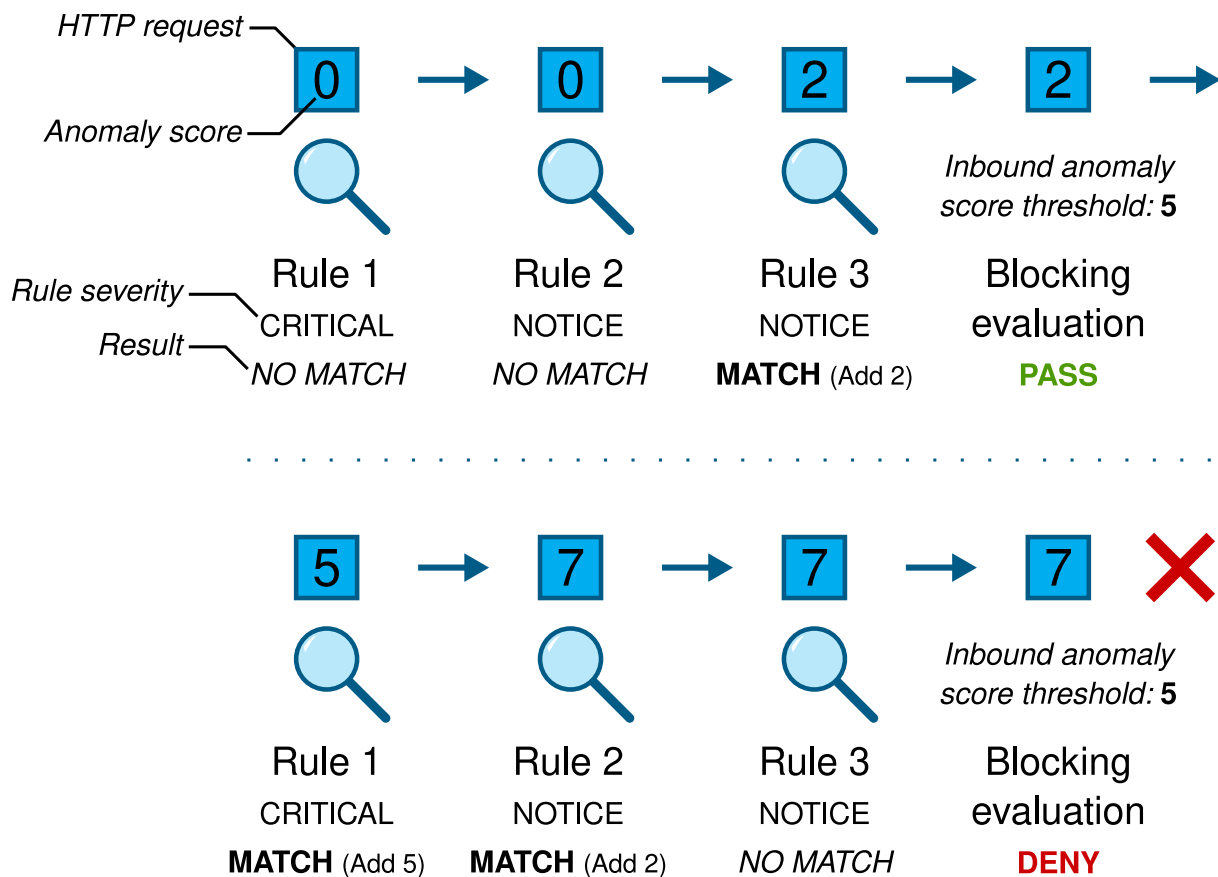 HTTP request
0 0 2 2
Anomaly score
Inbound anomaly
score threshold: 5
Rule 1 Rule 2 Rule 3 Blocking
Rule severity evaluation
CRITICAL NOTICE NOTICE
Result
NO MATCH NO MATCH MATCH (Add 2) PASS
5 7 7 7
Inbound anomaly
score threshold: 5
Rule 1 Rule 2 Rule 3 Blocking
CRITICAL NOTICE NOTICE evaluation
MATCH (Add 5) MATCH (Add 2) NO MATCH DENY